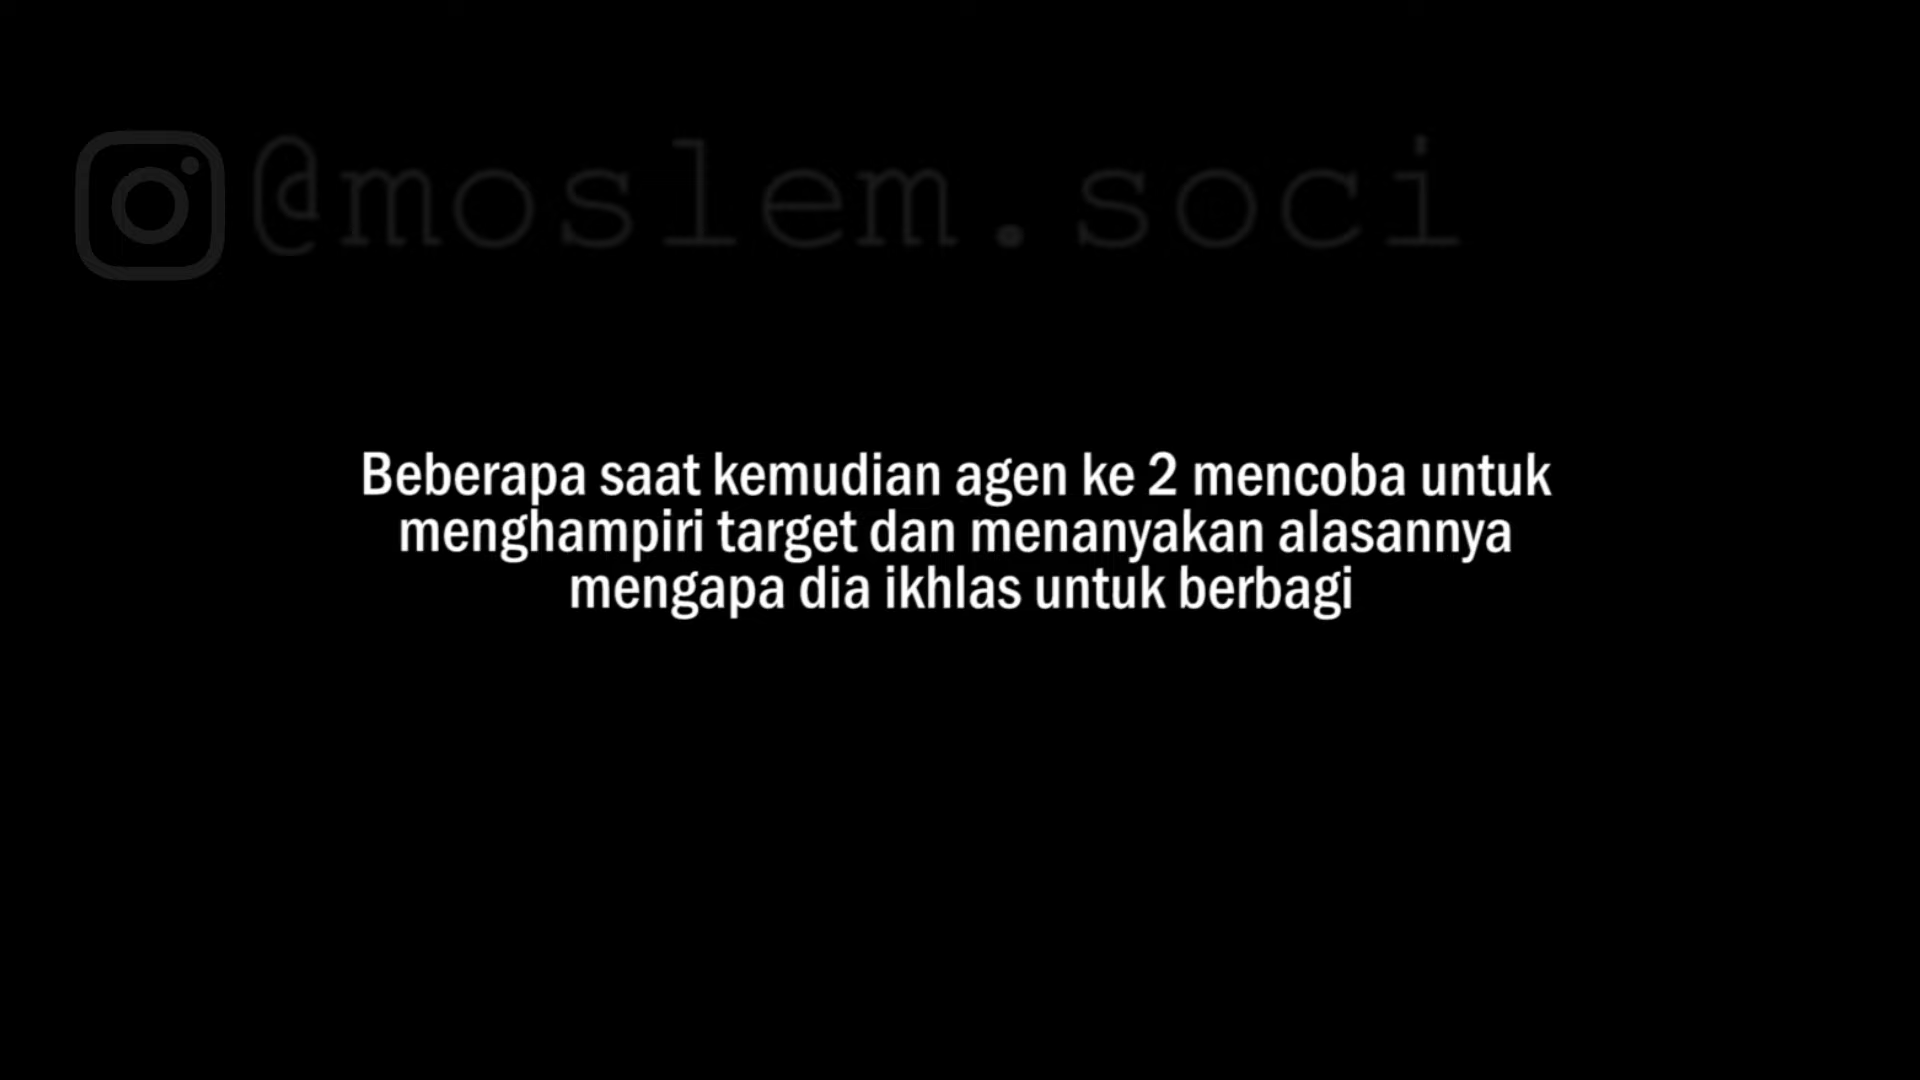 @moslem.soci
Beberapa saat kemudian agen ke 2 mencoba untuk
menghampiri target dan menanyakan alasannya
mengapa dia ikhlas untuk berbagi